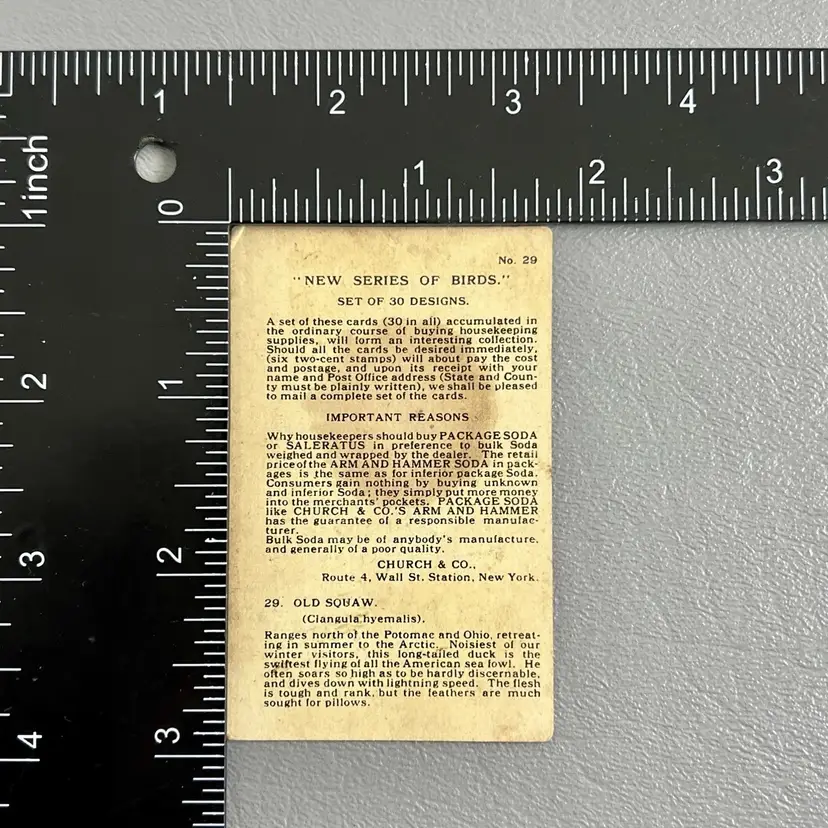 1 2 3 4
1inch
0 1 2 3
2
1
3
2
4
3
No. 29
"NEW SERIES OF BIRDS."
SET OF 30 DESIGNS.
A set of these cards (30 in all) accumulated in
the ordinary course of buying housekeeping
supplies, will form an interesting collection.
Should all the cards be desired immediately,
(six two-cent stamps) will about pay the cost
and postage, and upon its receipt with your
name and Post Office address (State and Coun-
ty must be plainly written), we shall be pleased
to mail a complete set of the cards.
IMPORTANT REASONS
Why housekeepers should buy PACKAGE SODA
or SALERATUS in preference to bulk Soda
weighed and wrapped by the dealer. The retail
price of the ARM AND HAMMER SODA in pack-
ages is the same as for inferior package Soda.
Consumers gain nothing by buying unknown
and inferior Soda; they simply put more money
into the merchants' pockets. PACKAGE SODA
like CHURCH & CO.'S ARM AND HAMMER
has the guarantee of a responsible manufac-
turer.
Bulk Soda may be of anybody's manufacture,
and generally of a poor quality.
CHURCH & CO.,
Route 4, Wall St. Station, New York.
29. OLD SQUAW.
(Clangula hyemalis).
Ranges north of the Potomac and Ohio, retreat-
ing in summer to the Arctic. Noisiest of our
winter visitors, this long-tailed duck is the
swiftest flying of all the American sea fowl. He
often soars so high as to be hardly discernable,
and dives down with lightning speed. The flesh
is tough and rank, but the feathers are much
sought for pillows.